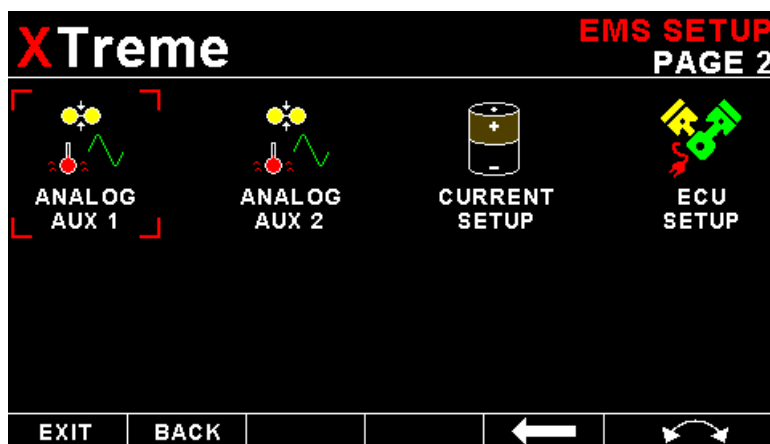 XTreme
EMS SETUP
PAGE 2
ANALOG
AUX 1
ANALOG
AUX 2
CURRENT
SETUP
ECU
SETUP
EXIT
BACK